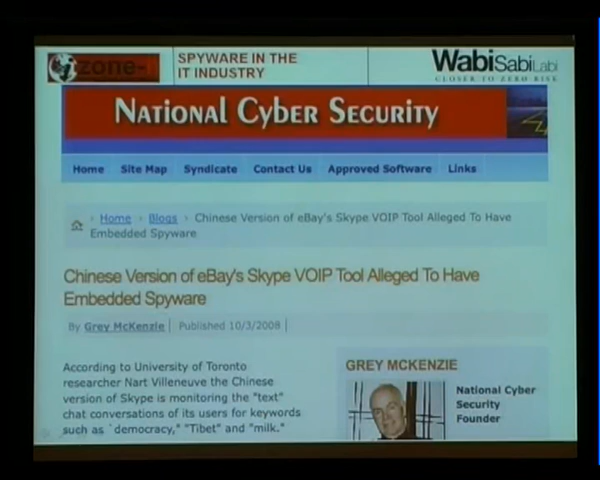 zone-
SPYWARE IN THE
IT INDUSTRY
WabiSabiLabi
CLOSER TO ZERO RISK
NATIONAL CYBER SECURITY
Home Site Map Syndicate Contact Us Approved Software Links
› Home › Blogs › Chinese Version of eBay's Skype VOIP Tool Alleged To Have
Embedded Spyware
Chinese Version of eBay's Skype VOIP Tool Alleged To Have
Embedded Spyware
By Grey McKenzie | Published 10/3/2008 |
According to University of Toronto
researcher Nart Villeneuve the Chinese
version of Skype is monitoring the "text"
chat conversations of its users for keywords
such as `democracy," "Tibet" and "milk."
GREY MCKENZIE
National Cyber
Security
Founder